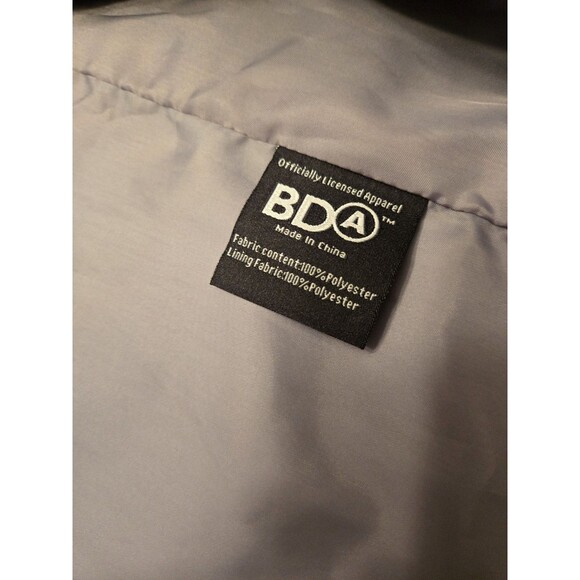 Officially Licensed Apparel
BDA™
Made In China
Fabric content:100%Polyester
Lining Fabric:100%Polyester